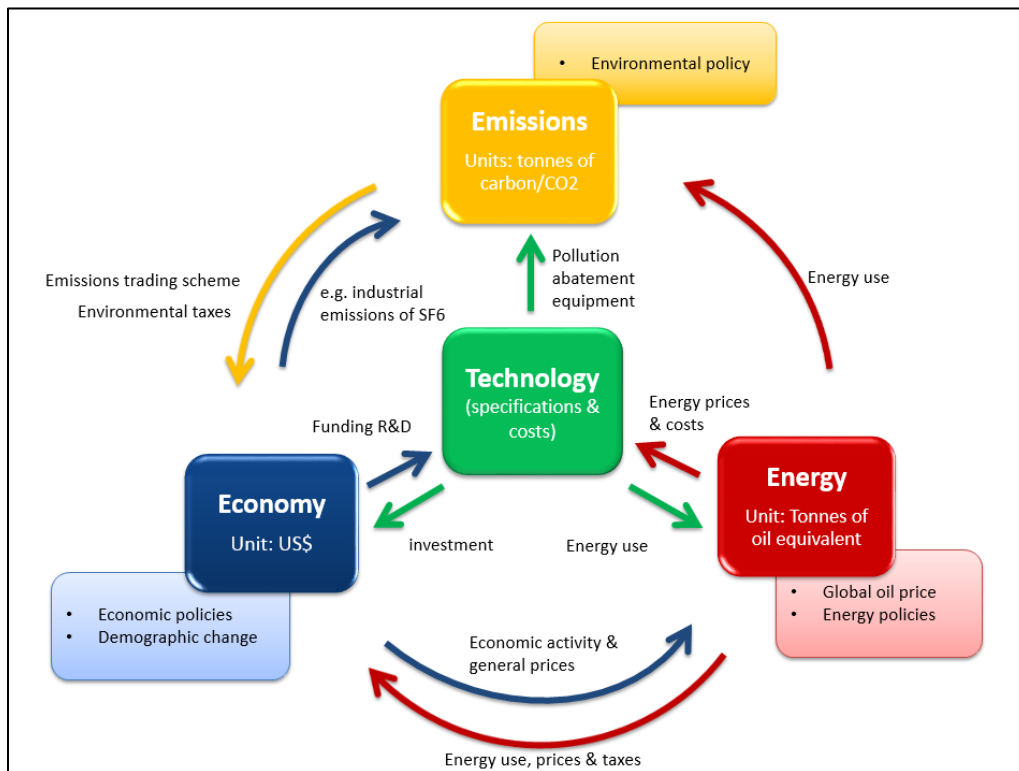 • Environmental policy
Emissions
Units: tonnes of
carbon/CO2
Emissions trading scheme
Environmental taxes
e.g. industrial
emissions of SF6
Pollution
abatement
equipment
Energy use
Technology
(specifications &
costs)
Funding R&D
Energy prices
& costs
Economy
Unit: US$
Energy
Unit: Tonnes of
oil equivalent
investment
Energy use
• Economic policies
• Demographic change
• Global oil price
• Energy policies
Economic activity &
general prices
Energy use, prices & taxes